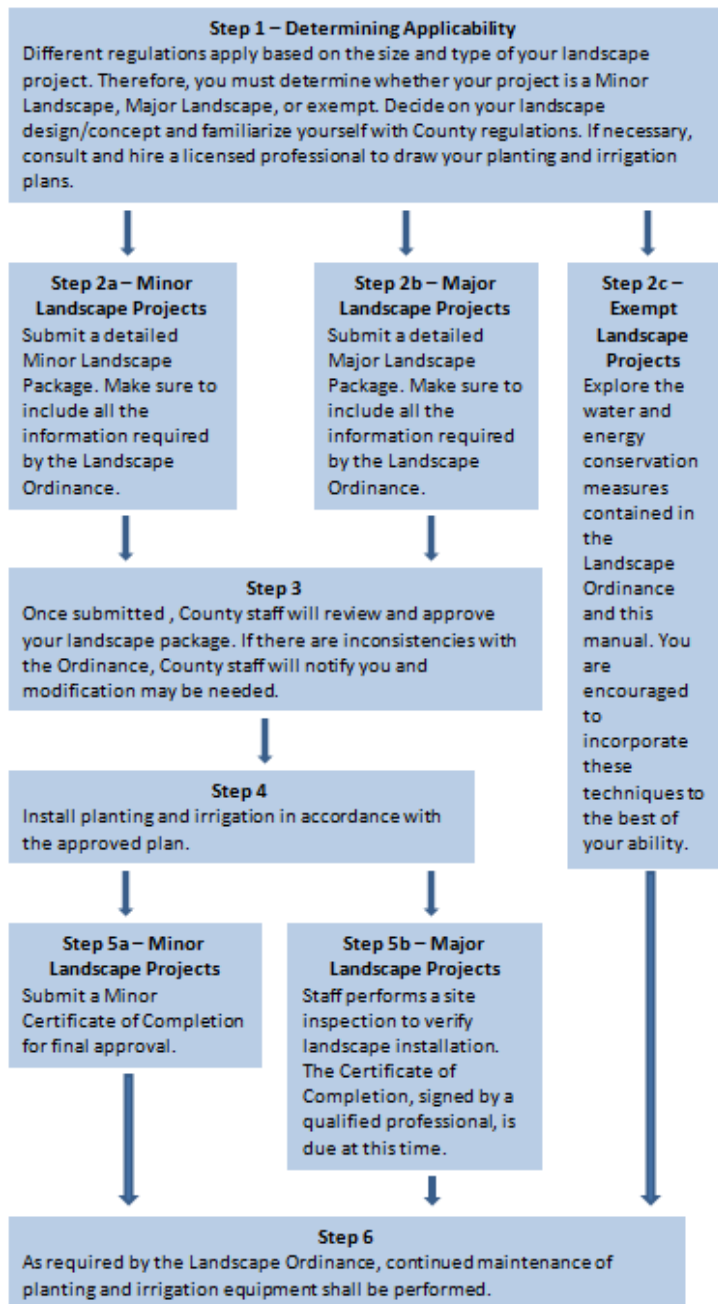 Step 1 – Determining Applicability
Different regulations apply based on the size and type of your landscape
project. Therefore, you must determine whether your project is a Minor
Landscape, Major Landscape, or exempt. Decide on your landscape
design/concept and familiarize yourself with County regulations. If necessary,
consult and hire a licensed professional to draw your planting and irrigation
plans.
Step 2a – Minor
Landscape Projects
Submit a detailed
Minor Landscape
Package. Make sure to
include all the
information required
by the Landscape
Ordinance.
Step 2b – Major
Landscape Projects
Submit a detailed
Major Landscape
Package. Make sure to
include all the
information required
by the Landscape
Ordinance.
Step 2c –
Exempt
Landscape
Projects
Explore the
water and
energy
conservation
measures
contained in
the
Landscape
Ordinance
and this
manual. You
are
encouraged
to
incorporate
these
techniques to
the best of
your ability.
Step 3
Once submitted , County staff will review and approve
your landscape package. If there are inconsistencies with
the Ordinance, County staff will notify you and
modification may be needed.
Step 4
Install planting and irrigation in accordance with
the approved plan.
Step 5a – Minor
Landscape Projects
Submit a Minor
Certificate of Completion
for final approval.
Step 5b – Major
Landscape Projects
Staff performs a site
inspection to verify
landscape installation.
The Certificate of
Completion, signed by a
qualified professional, is
due at this time.
Step 6
As required by the Landscape Ordinance, continued maintenance of
planting and irrigation equipment shall be performed.